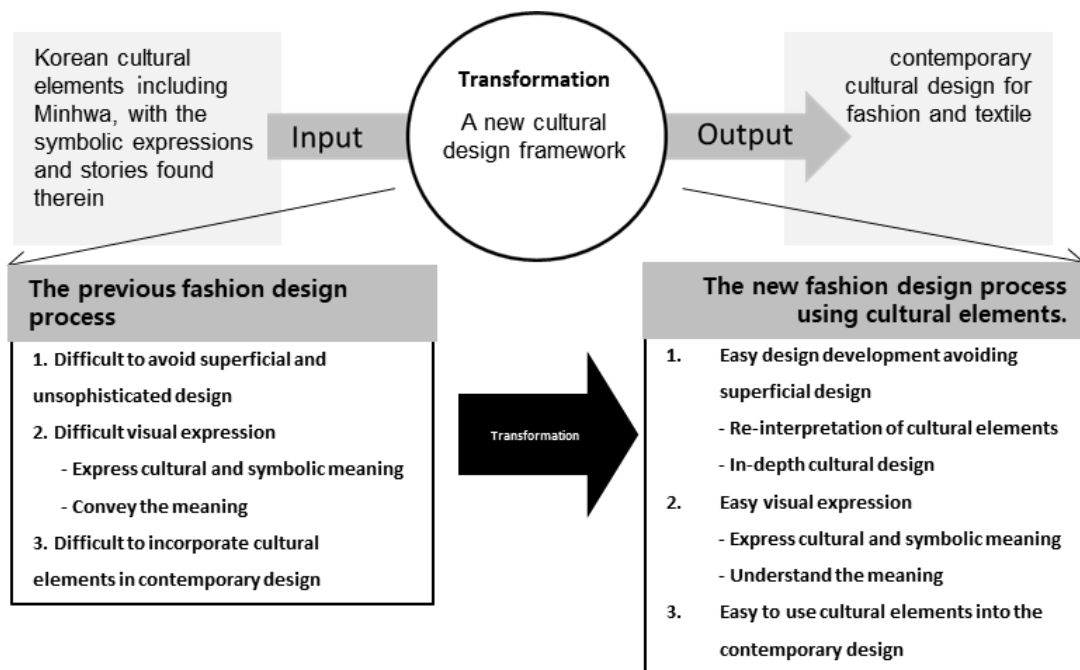 Korean cultural
elements including
Minhwa, with the
symbolic expressions
and stories found
therein
Input
Transformation
A new cultural
design framework
Output
contemporary
cultural design for
fashion and textile
The previous fashion design
process
1. Difficult to avoid superficial and
unsophisticated design
2. Difficult visual expression
- Express cultural and symbolic meaning
- Convey the meaning
3. Difficult to incorporate cultural
elements in contemporary design
Transformation
The new fashion design process
using cultural elements.
1. Easy design development avoiding
superficial design
- Re-interpretation of cultural elements
- In-depth cultural design
2. Easy visual expression
- Express cultural and symbolic meaning
- Understand the meaning
3. Easy to use cultural elements into the
contemporary design